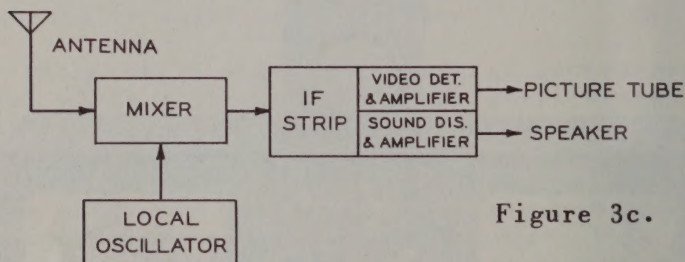 ANTENNA
MIXER
LOCAL
OSCILLATOR
IF
STRIP
VIDEO DET.
& AMPLIFIER
SOUND DIS.
& AMPLIFIER
PICTURE TUBE
SPEAKER
Figure 3c.